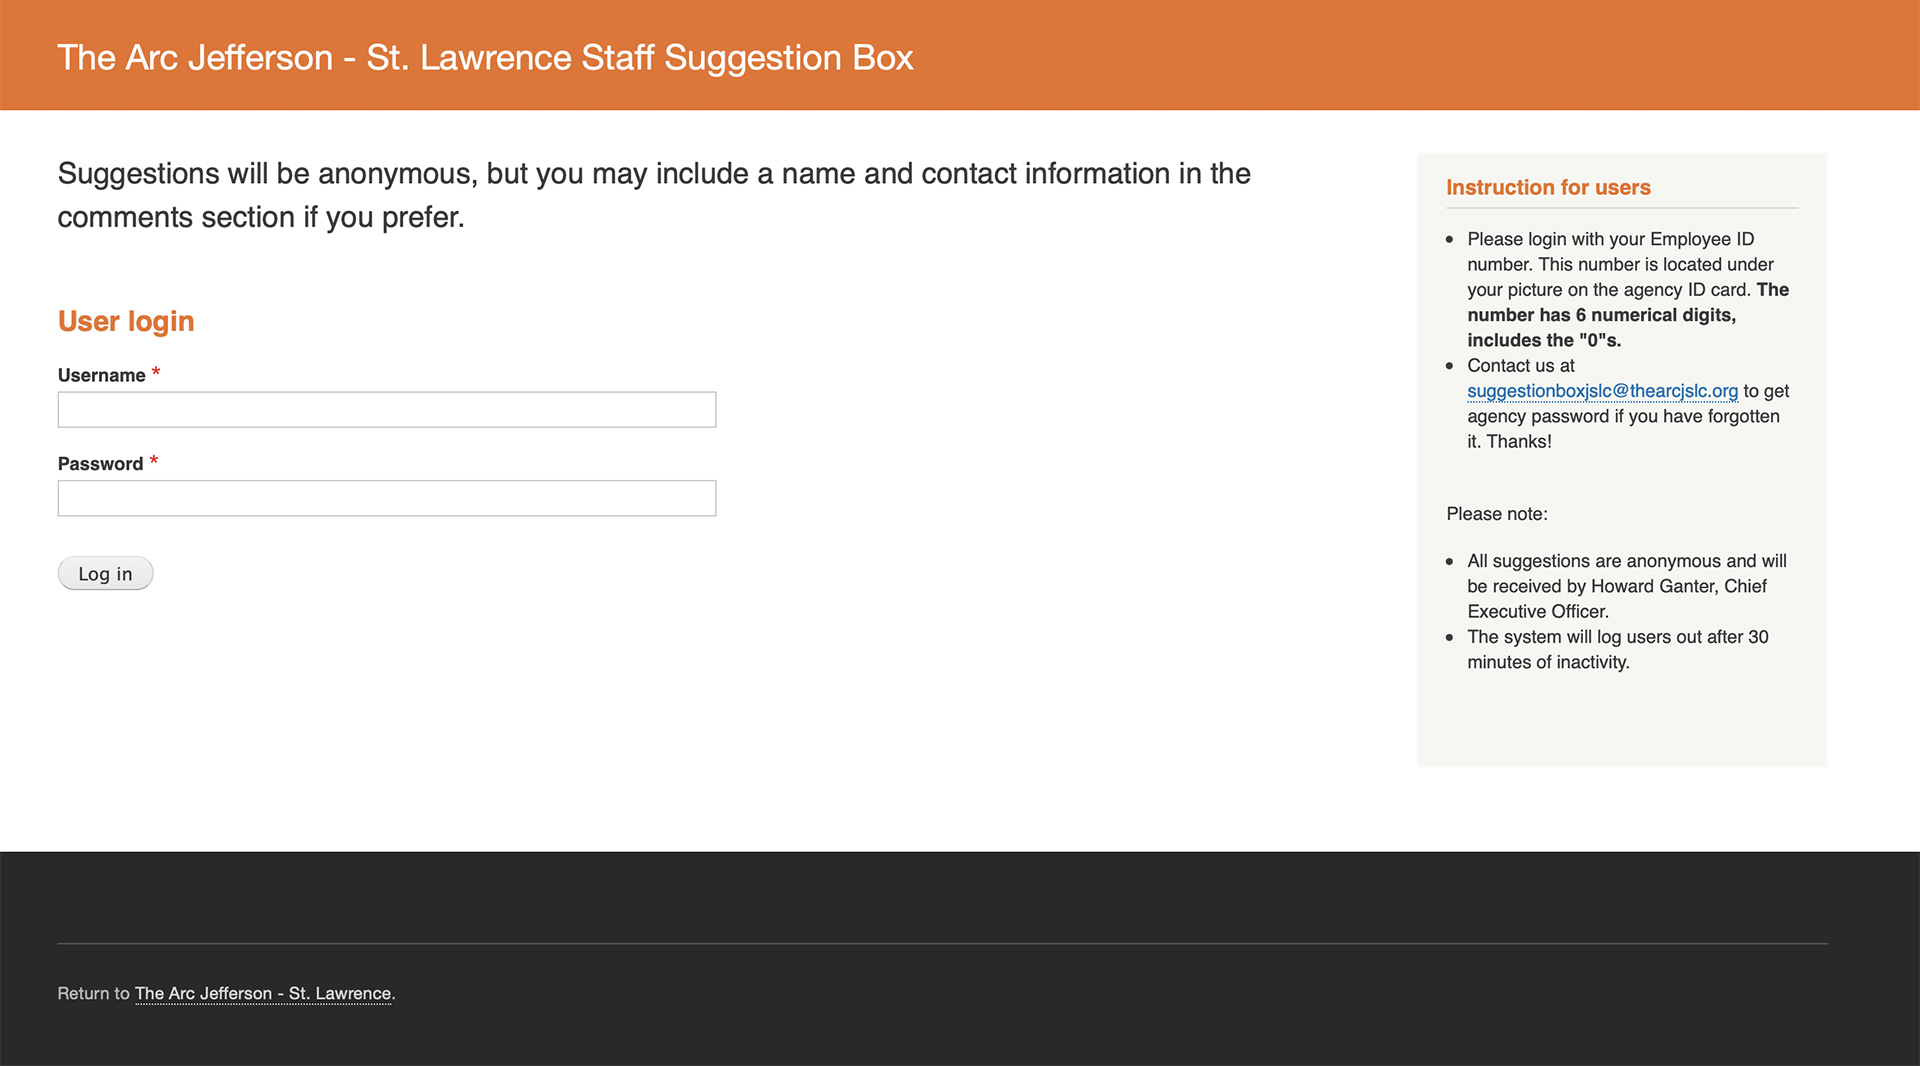 The Arc Jefferson - St. Lawrence Staff Suggestion Box
Suggestions will be anonymous, but you may include a name and contact information in the
comments section if you prefer.
User login
Username *
Password *
Log in
Instruction for users
• Please login with your Employee ID
number. This number is located under
your picture on the agency ID card. The
number has 6 numerical digits,
includes the "0"s.
• Contact us at
suggestionboxjslc@thearcjslc.org to get
agency password if you have forgotten
it. Thanks!
Please note:
• All suggestions are anonymous and will
be received by Howard Ganter, Chief
Executive Officer.
• The system will log users out after 30
minutes of inactivity.
Return to The Arc Jefferson - St. Lawrence.